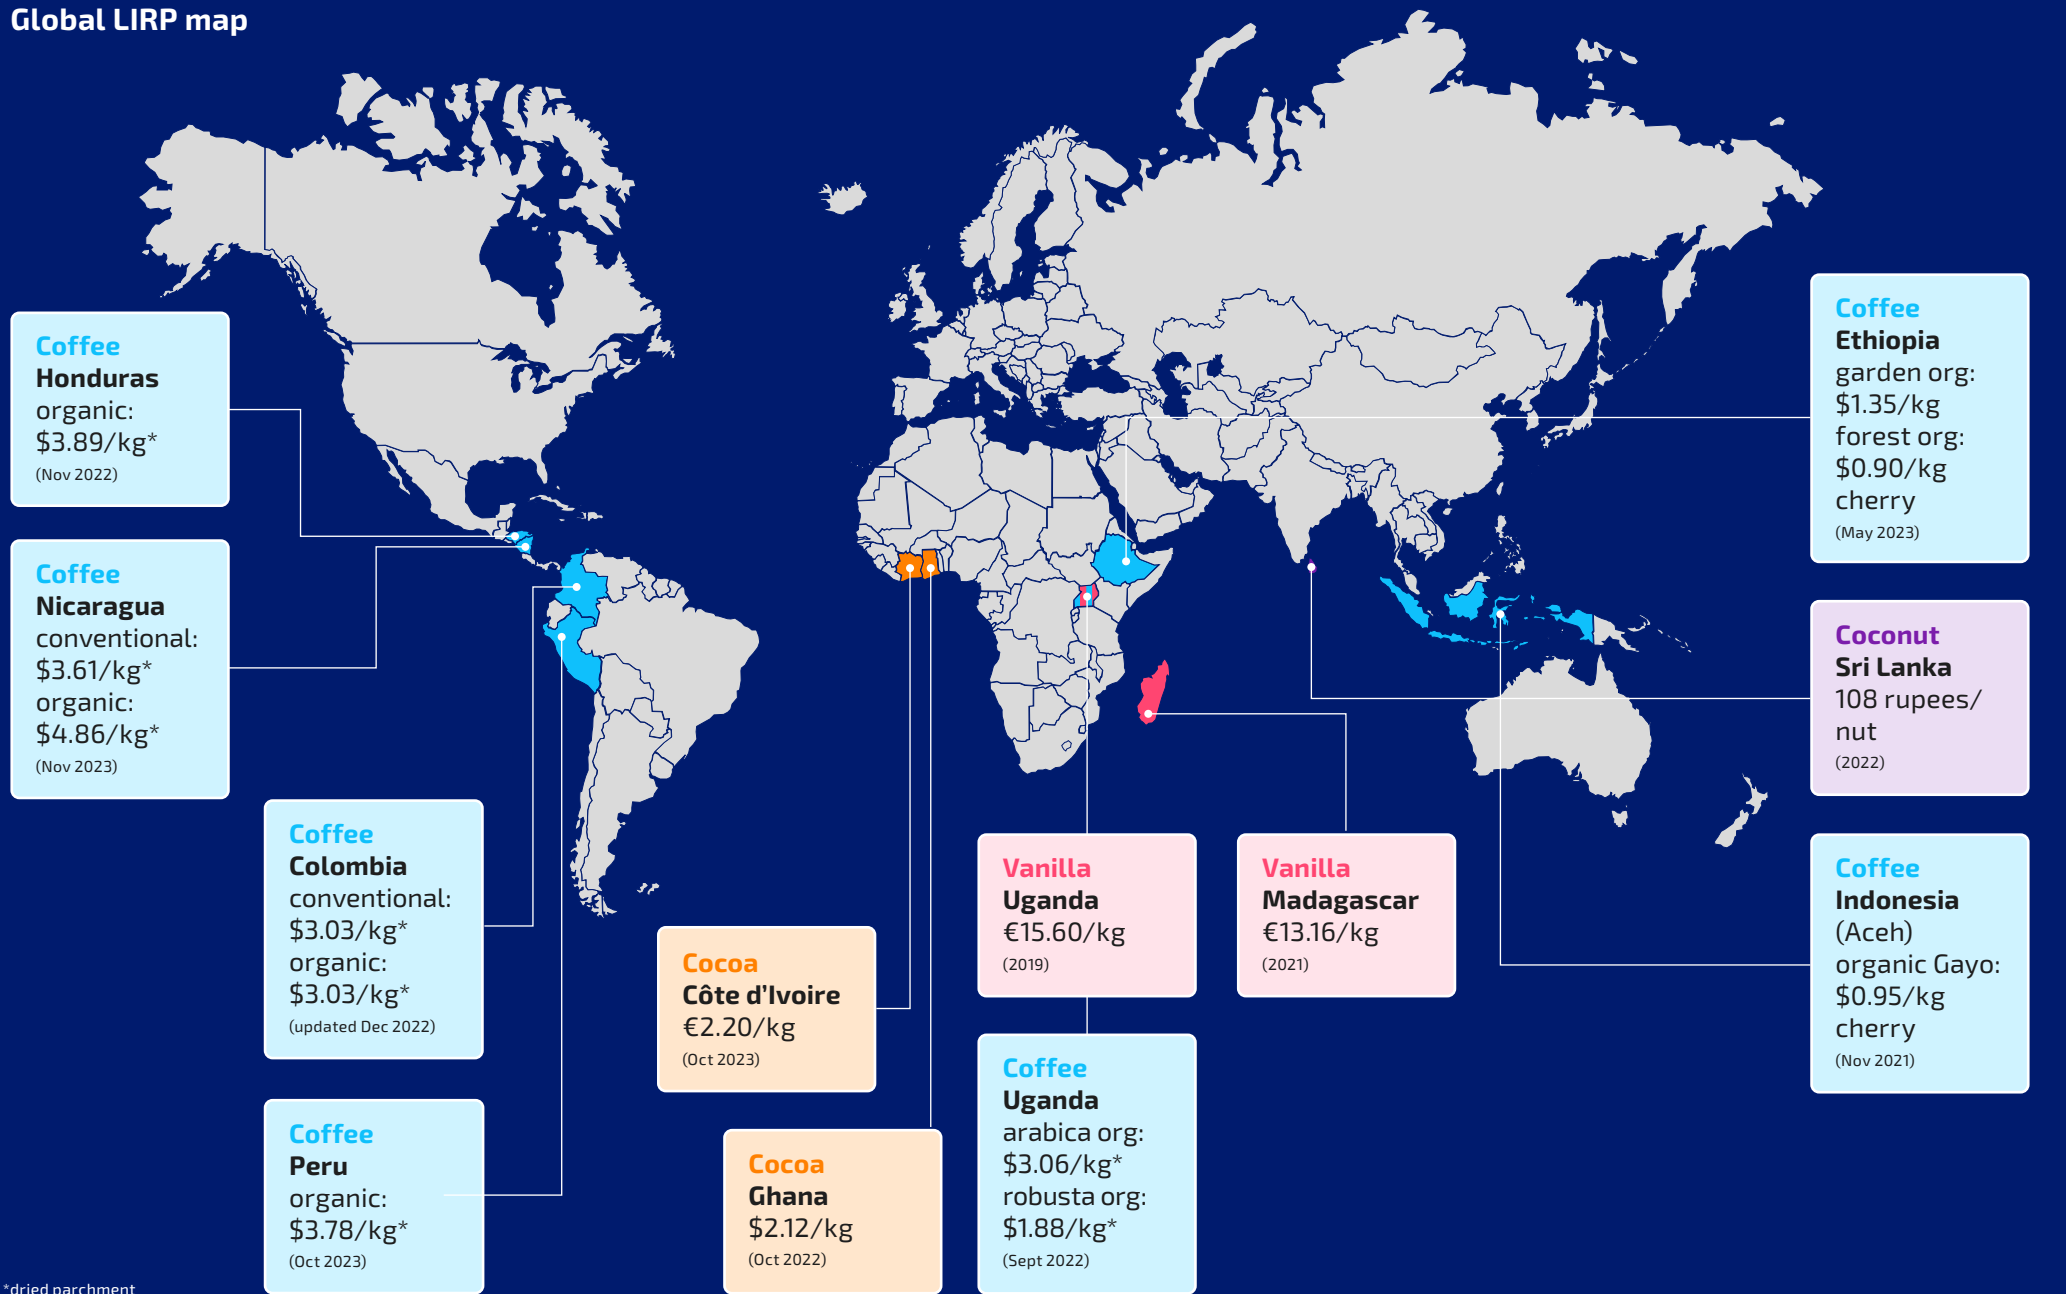 Global LIRP map
Coffee
Honduras
organic:
$3.89/kg*
(Nov 2022)
Coffee
Nicaragua
conventional:
$3.61/kg*
organic:
$4.86/kg*
(Nov 2023)
Coffee
Colombia
conventional:
$3.03/kg*
organic:
$3.03/kg*
(updated Dec 2022)
Coffee
Peru
organic:
$3.78/kg*
(Oct 2023)
Cocoa
Côte d’Ivoire
€2.20/kg
(Oct 2023)
Cocoa
Ghana
$2.12/kg
(Oct 2022)
Vanilla
Uganda
€15.60/kg
(2019)
Coffee
Uganda
arabica org:
$3.06/kg*
robusta org:
$1.88/kg*
(Sept 2022)
Vanilla
Madagascar
€13.16/kg
(2021)
Coffee
Ethiopia
garden org:
$1.35/kg
forest org:
$0.90/kg
cherry
(May 2023)
Coconut
Sri Lanka
108 rupees/
nut
(2022)
Coffee
Indonesia
(Aceh)
organic Gayo:
$0.95/kg
cherry
(Nov 2021)
*dried parchment